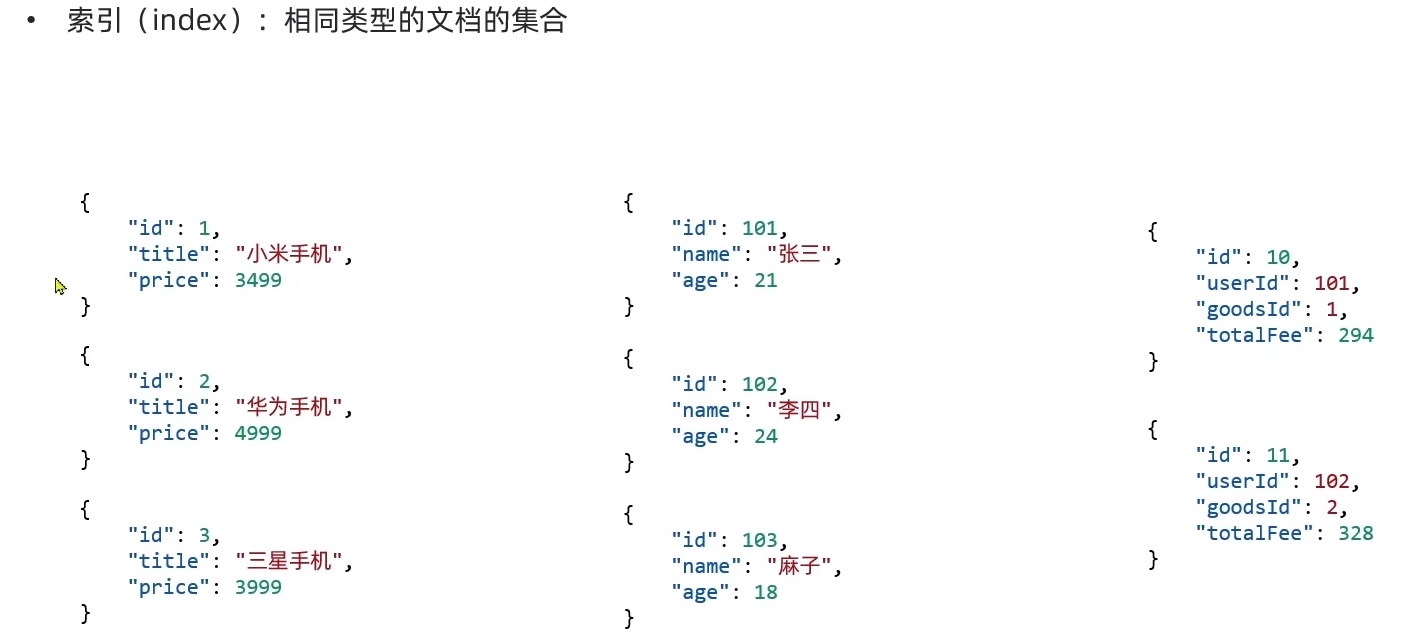 • 索引（index）：相同类型的文档的集合
{
    "id": 1,
    "title": "小米手机",
    "price": 3499
}
{
    "id": 2,
    "title": "华为手机",
    "price": 4999
}
{
    "id": 3,
    "title": "三星手机",
    "price": 3999
}
{
    "id": 101,
    "name": "张三",
    "age": 21
}
{
    "id": 102,
    "name": "李四",
    "age": 24
}
{
    "id": 103,
    "name": "麻子",
    "age": 18
}
{
    "id": 10,
    "userId": 101,
    "goodsId": 1,
    "totalFee": 294
}
{
    "id": 11,
    "userId": 102,
    "goodsId": 2,
    "totalFee": 328
}